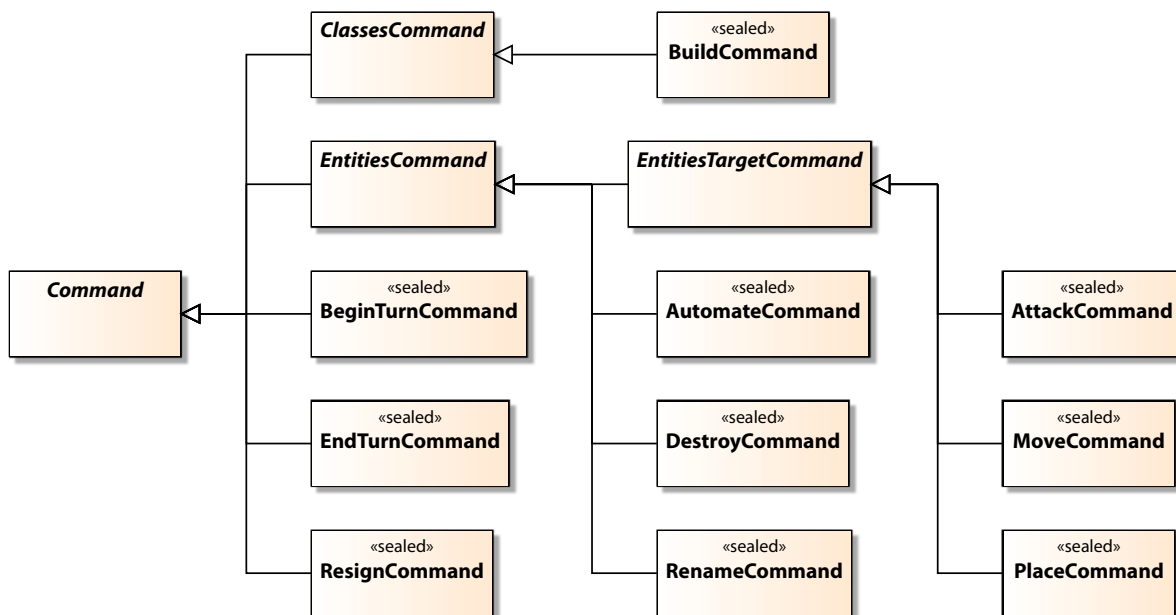 ClassesCommand
«sealed»
BuildCommand
EntitiesCommand
EntitiesTargetCommand
Command
«sealed»
BeginTurnCommand
«sealed»
AutomateCommand
«sealed»
AttackCommand
«sealed»
EndTurnCommand
«sealed»
DestroyCommand
«sealed»
MoveCommand
«sealed»
ResignCommand
«sealed»
RenameCommand
«sealed»
PlaceCommand